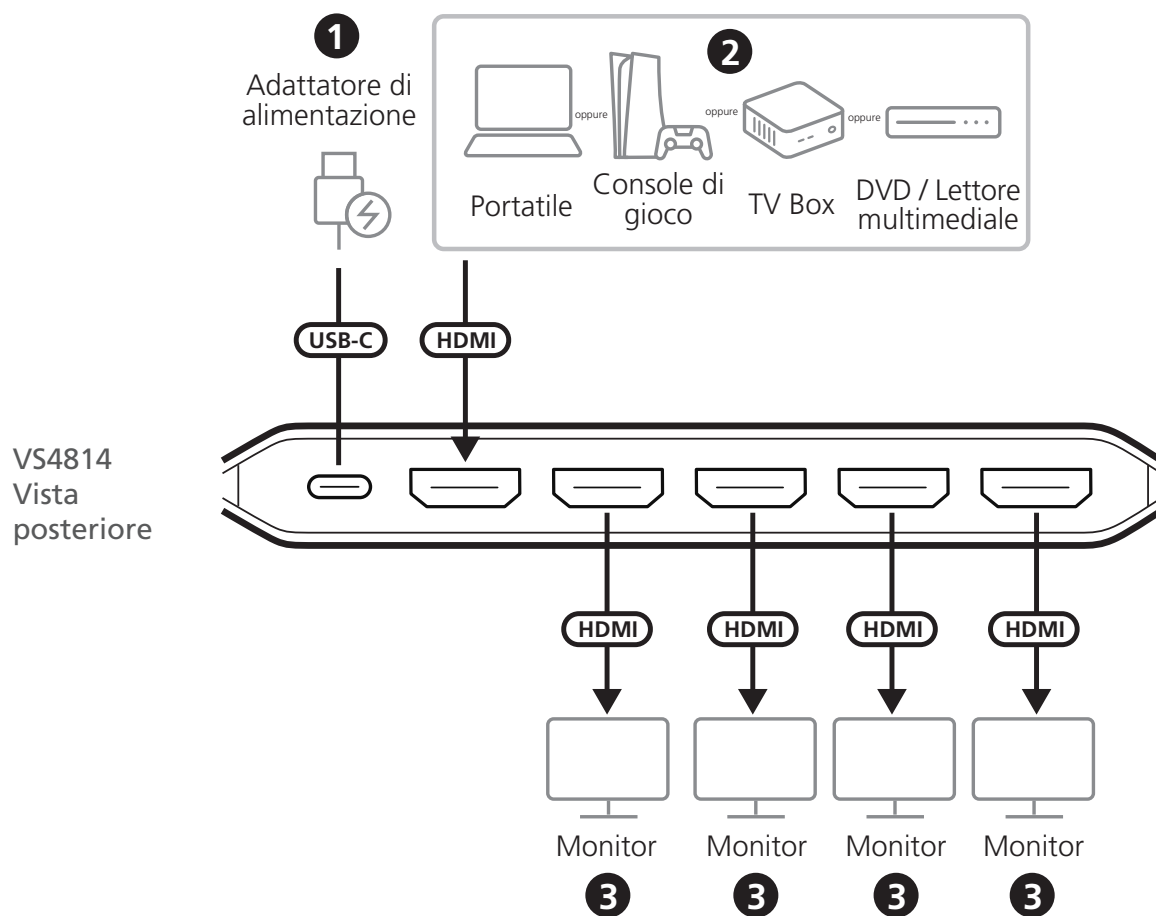 1
Adattatore di
alimentazione
2
oppure
oppure
oppure
Portatile
Console di
gioco
TV Box
DVD / Lettore
multimediale
USB-C
HDMI
VS4814
Vista
posteriore
HDMI
HDMI
HDMI
HDMI
Monitor
Monitor
Monitor
Monitor
3
3
3
3